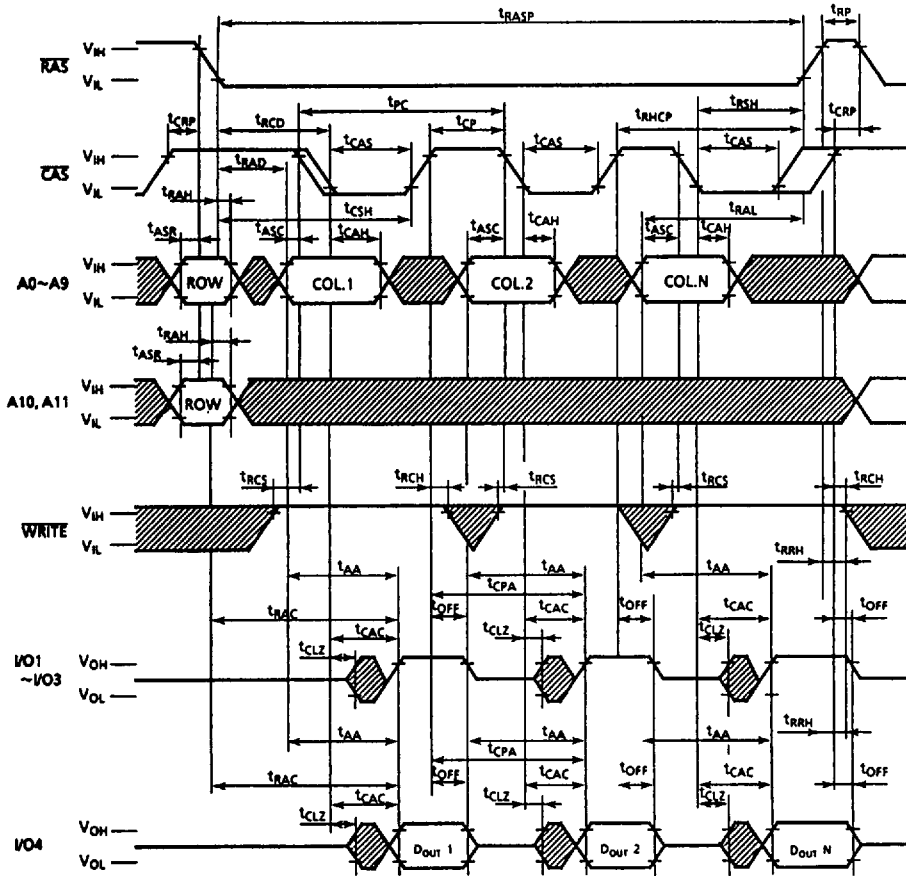 tRASP tRP
RAS VIH
VIL
tPC tRSH
tCRP tRCD tCP tRHCP tCRP
tCAS tCAS tCAS
CAS VIH
VIL
tRAD
tRAH
tCSH tRAL
tASR tASC tCAH tASC tCAH tASC tCAH
A0~A9 VIH
VIL
ROW COL.1 COL.2 COL.N
tRAH
tASR
A10, A11 VIH
VIL
ROW
tRCS tRCH tRCS tRCS tRCH
WRITE VIH
VIL
tRRH
tAA tAA tAA
tCPA
tRAC tOFF tCAC tOFF tCAC tOFF
tCAC
tCLZ tCLZ tCLZ
I/O1
~I/O3
VOH
VOL
tRRH
tAA tAA tAA
tCPA
tRAC tOFF tCAC tOFF tCAC tOFF
tCAC
tCLZ tCLZ tCLZ
I/O4 VOH
VOL
DOUT 1 DOUT 2 DOUT N